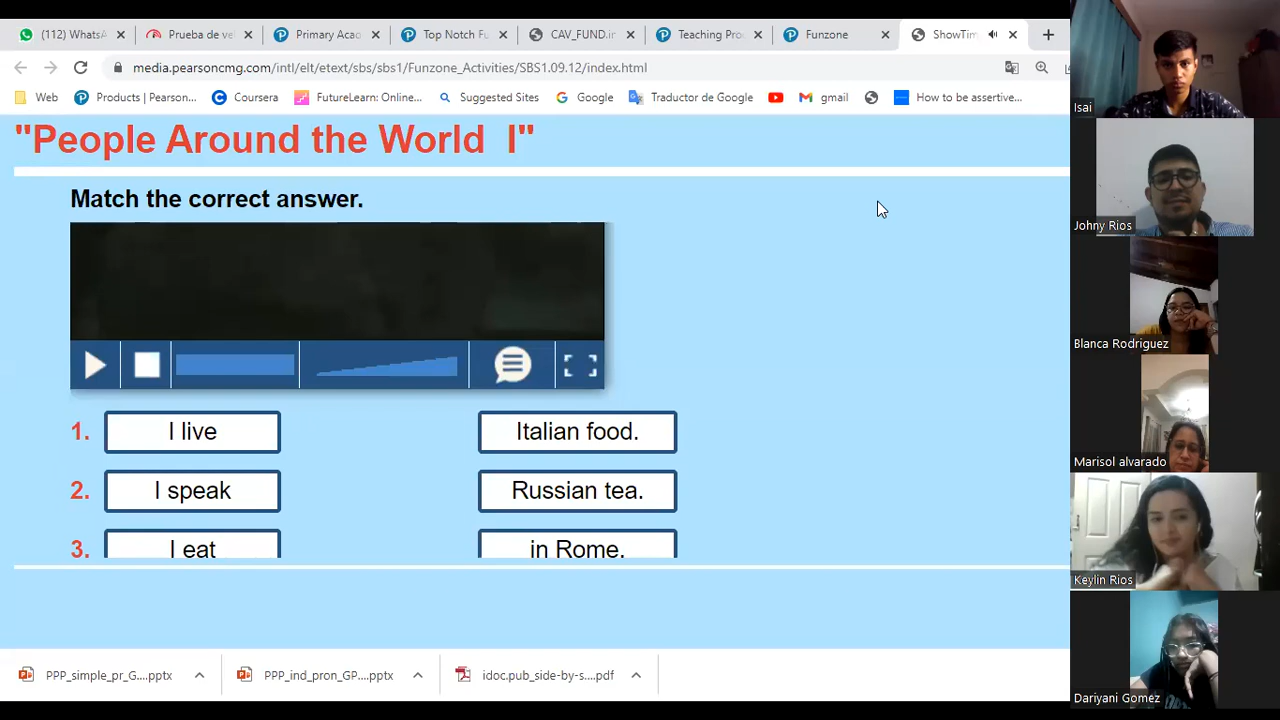 (112) WhatsA
Prueba de ve
Primary Aca
Top Notch Fu
CAV_FUND.in
Teaching Pro
Funzone
ShowTim
media.pearsoncmg.com/intl/elt/etext/sbs/sbs1/Funzone_Activities/SBS1.09.12/index.html
Web
Products | Pearson...
Coursera
FutureLearn: Online...
Suggested Sites
Google
Traductor de Google
gmail
How to be assertive...
"People Around the World I"
Match the correct answer.
1. I live
Italian food.
2. I speak
Russian tea.
3. I eat
in Rome.
PPP_simple_pr_G....pptx
PPP_ind_pron_GP....pptx
idoc.pub_side-by-s....pdf
Isai
Johny Rios
Blanca Rodriguez
Marisol alvarado
Keylin Rios
Dariyani Gomez